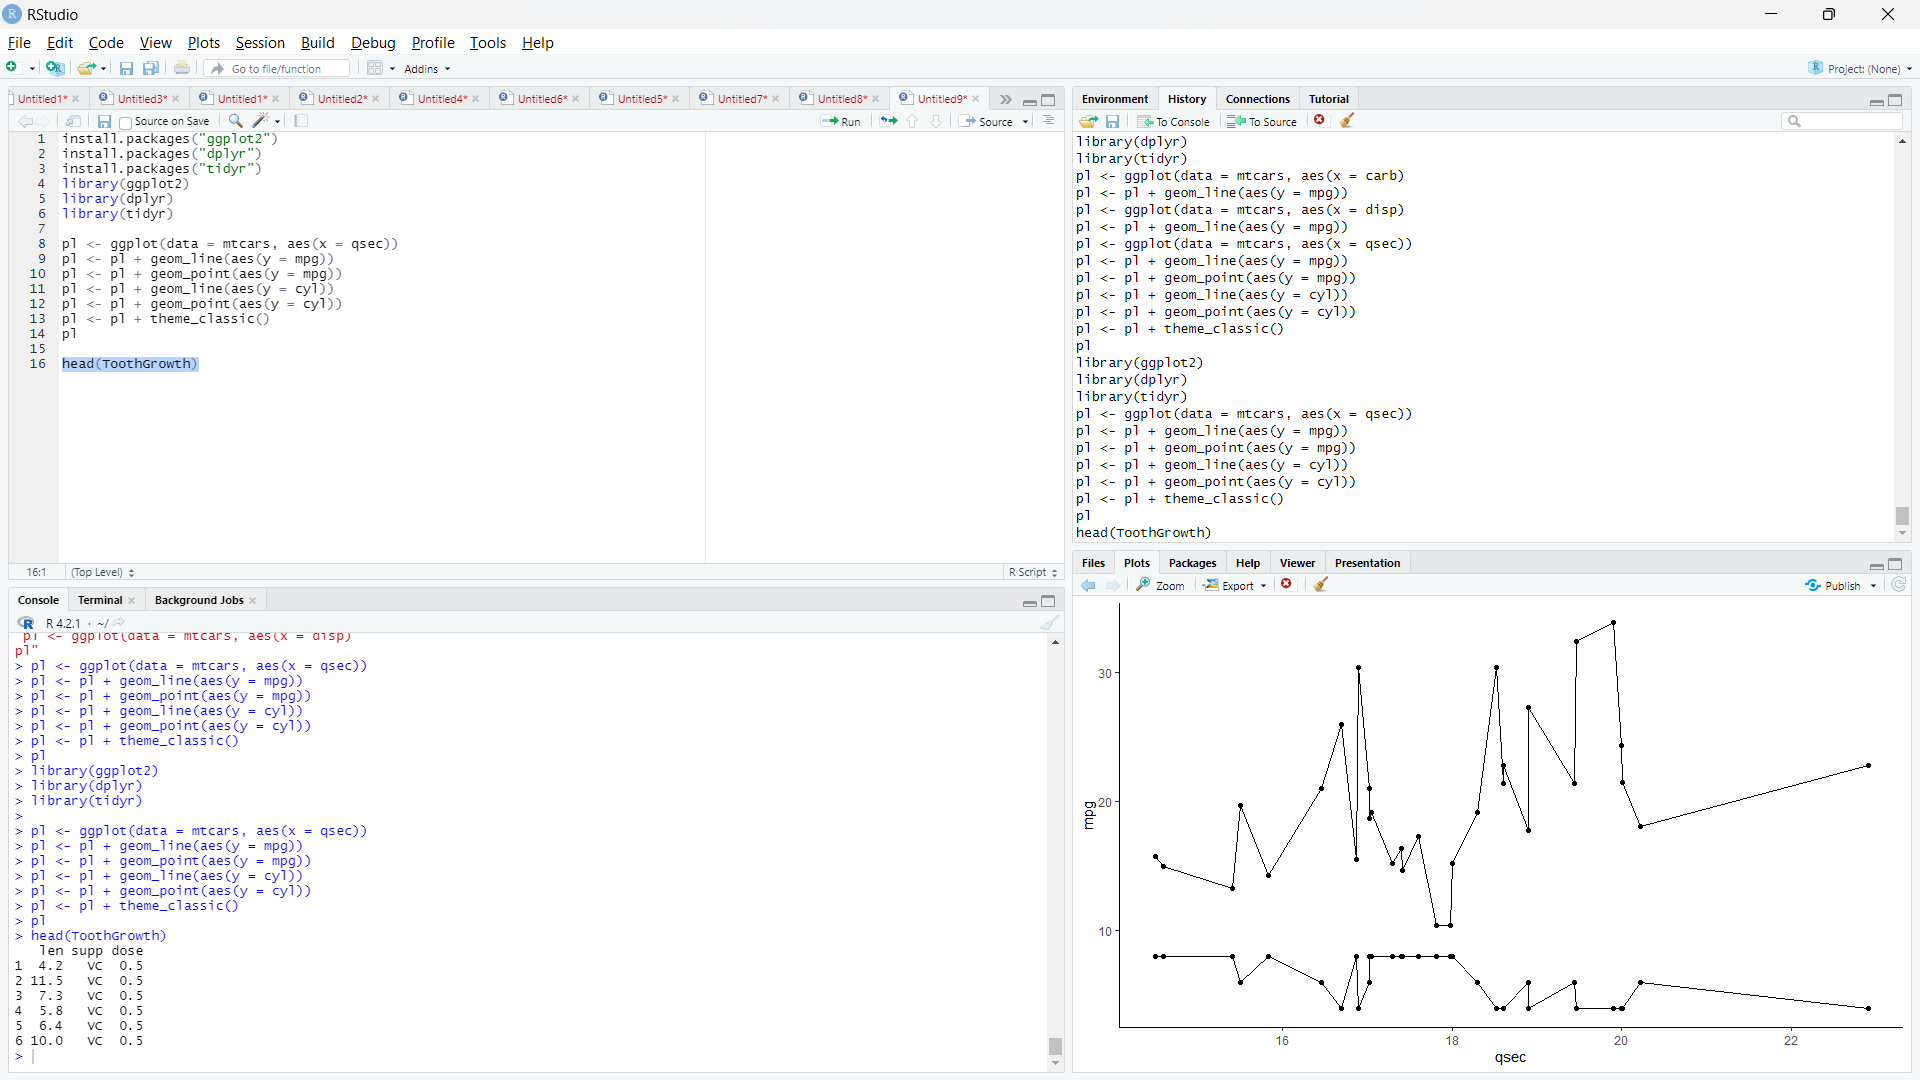 RStudio
File Edit Code View Plots Session Build Debug Profile Tools Help
Go to file/function Addins Project: (None)
Untitled1* Untitled3* Untitled1* Untitled2* Untitled4* Untitled6* Untitled5* Untitled7* Untitled8* Untitled9*
Source on Save Run Source
1 install.packages("ggplot2")
2 install.packages("dplyr")
3 install.packages("tidyr")
4 library(ggplot2)
5 library(dplyr)
6 library(tidyr)
7
8 pl <- ggplot(data = mtcars, aes(x = qsec))
9 pl <- pl + geom_line(aes(y = mpg))
10 pl <- pl + geom_point(aes(y = mpg))
11 pl <- pl + geom_line(aes(y = cyl))
12 pl <- pl + geom_point(aes(y = cyl))
13 pl <- pl + theme_classic()
14 pl
15
16 head(ToothGrowth)
16:1 (Top Level) R Script
Console Terminal Background Jobs
R 4.2.1 · ~/
pl <- ggplot(data = mtcars, aes(x = disp)
pl"
> pl <- ggplot(data = mtcars, aes(x = qsec))
> pl <- pl + geom_line(aes(y = mpg))
> pl <- pl + geom_point(aes(y = mpg))
> pl <- pl + geom_line(aes(y = cyl))
> pl <- pl + geom_point(aes(y = cyl))
> pl <- pl + theme_classic()
> pl
> library(ggplot2)
> library(dplyr)
> library(tidyr)
>
> pl <- ggplot(data = mtcars, aes(x = qsec))
> pl <- pl + geom_line(aes(y = mpg))
> pl <- pl + geom_point(aes(y = mpg))
> pl <- pl + geom_line(aes(y = cyl))
> pl <- pl + geom_point(aes(y = cyl))
> pl <- pl + theme_classic()
> pl
> head(ToothGrowth)
len supp dose
1 4.2 VC 0.5
2 11.5 VC 0.5
3 7.3 VC 0.5
4 5.8 VC 0.5
5 6.4 VC 0.5
6 10.0 VC 0.5
>
Environment History Connections Tutorial
To Console To Source
library(dplyr)
library(tidyr)
pl <- ggplot(data = mtcars, aes(x = carb)
pl <- pl + geom_line(aes(y = mpg))
pl <- ggplot(data = mtcars, aes(x = disp)
pl <- pl + geom_line(aes(y = mpg))
pl <- ggplot(data = mtcars, aes(x = qsec))
pl <- pl + geom_line(aes(y = mpg))
pl <- pl + geom_point(aes(y = mpg))
pl <- pl + geom_line(aes(y = cyl))
pl <- pl + geom_point(aes(y = cyl))
pl <- pl + theme_classic()
pl
library(ggplot2)
library(dplyr)
library(tidyr)
pl <- ggplot(data = mtcars, aes(x = qsec))
pl <- pl + geom_line(aes(y = mpg))
pl <- pl + geom_point(aes(y = mpg))
pl <- pl + geom_line(aes(y = cyl))
pl <- pl + geom_point(aes(y = cyl))
pl <- pl + theme_classic()
pl
head(ToothGrowth)
Files Plots Packages Help Viewer Presentation
Zoom Export Publish
30
20
10
mpg
16 18 20 22
qsec